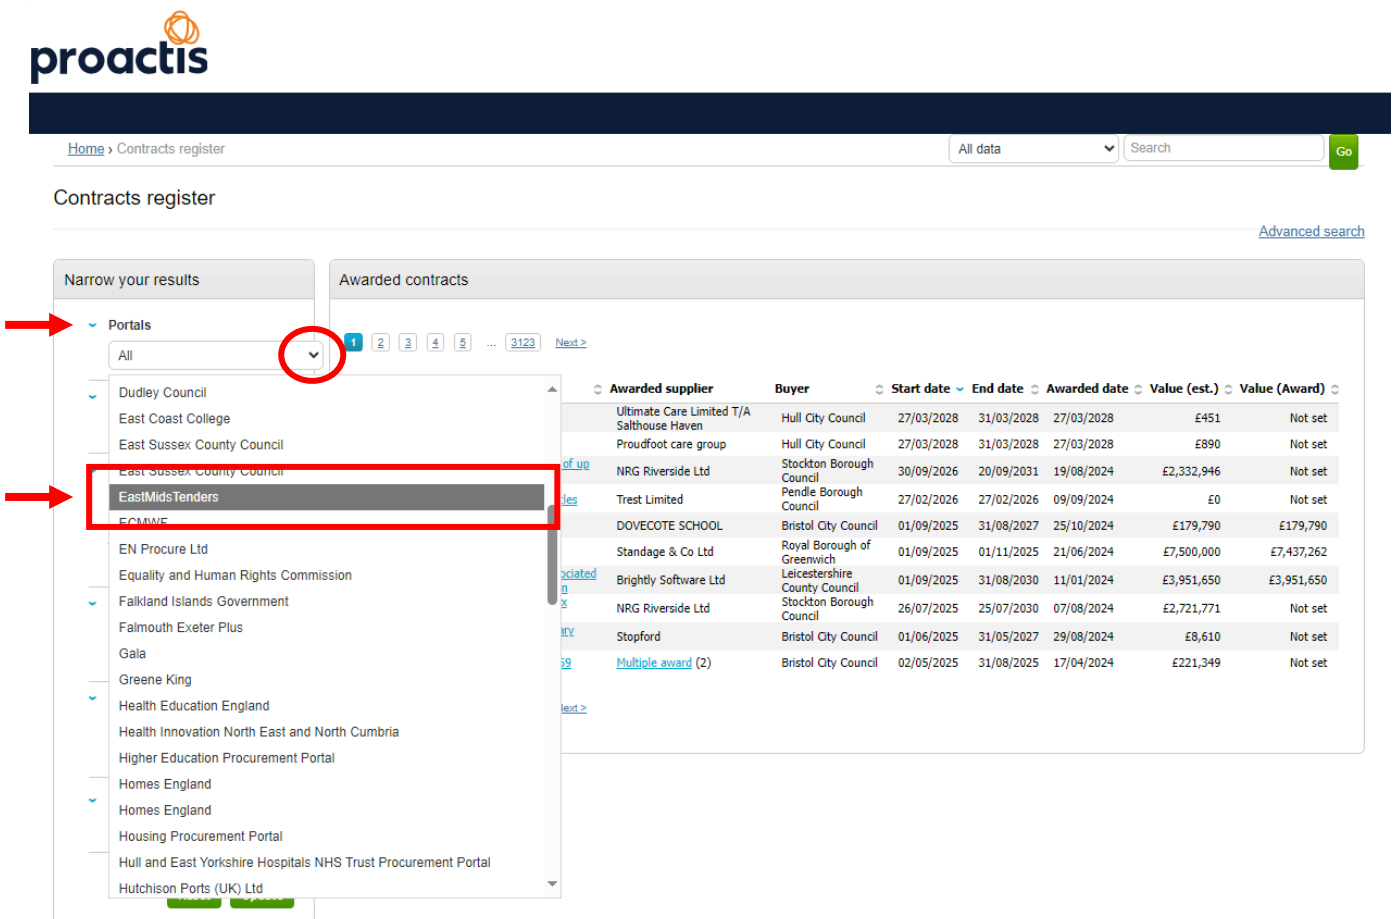 proactis
Home › Contracts register
All data
Search
Go
Contracts register
Advanced search
Narrow your results
Awarded contracts
Portals
All
1 2 3 4 5 ... 3123 Next >
Dudley Council
East Coast College
East Sussex County Council
East Sussex County Council
EastMidsTenders
ECMWF
EN Procure Ltd
Equality and Human Rights Commission
Falkland Islands Government
Falmouth Exeter Plus
Gala
Greene King
Health Education England
Health Innovation North East and North Cumbria
Higher Education Procurement Portal
Homes England
Homes England
Housing Procurement Portal
Hull and East Yorkshire Hospitals NHS Trust Procurement Portal
Hutchison Ports (UK) Ltd
Awarded supplier Buyer Start date End date Awarded date Value (est.) Value (Award)
Ultimate Care Limited T/A
Salthouse Haven Hull City Council 27/03/2028 31/03/2028 27/03/2028 £451 Not set
Proudfoot care group Hull City Council 27/03/2028 31/03/2028 27/03/2028 £890 Not set
of up NRG Riverside Ltd Stockton Borough
Council 30/09/2026 20/09/2031 19/08/2024 £2,332,946 Not set
Trest Limited Pendle Borough
Council 27/02/2026 27/02/2026 09/09/2024 £0 Not set
DOVECOTE SCHOOL Bristol City Council 01/09/2025 31/08/2027 25/10/2024 £179,790 £179,790
Standage & Co Ltd Royal Borough of
Greenwich 01/09/2025 01/11/2025 21/06/2024 £7,500,000 £7,437,262
Brightly Software Ltd Leicestershire
County Council 01/09/2025 31/08/2030 11/01/2024 £3,951,650 £3,951,650
NRG Riverside Ltd Stockton Borough
Council 26/07/2025 25/07/2030 07/08/2024 £2,721,771 Not set
Stopford Bristol City Council 01/06/2025 31/05/2027 29/08/2024 £8,610 Not set
Multiple award (2) Bristol City Council 02/05/2025 31/08/2025 17/04/2024 £221,349 Not set
Next >